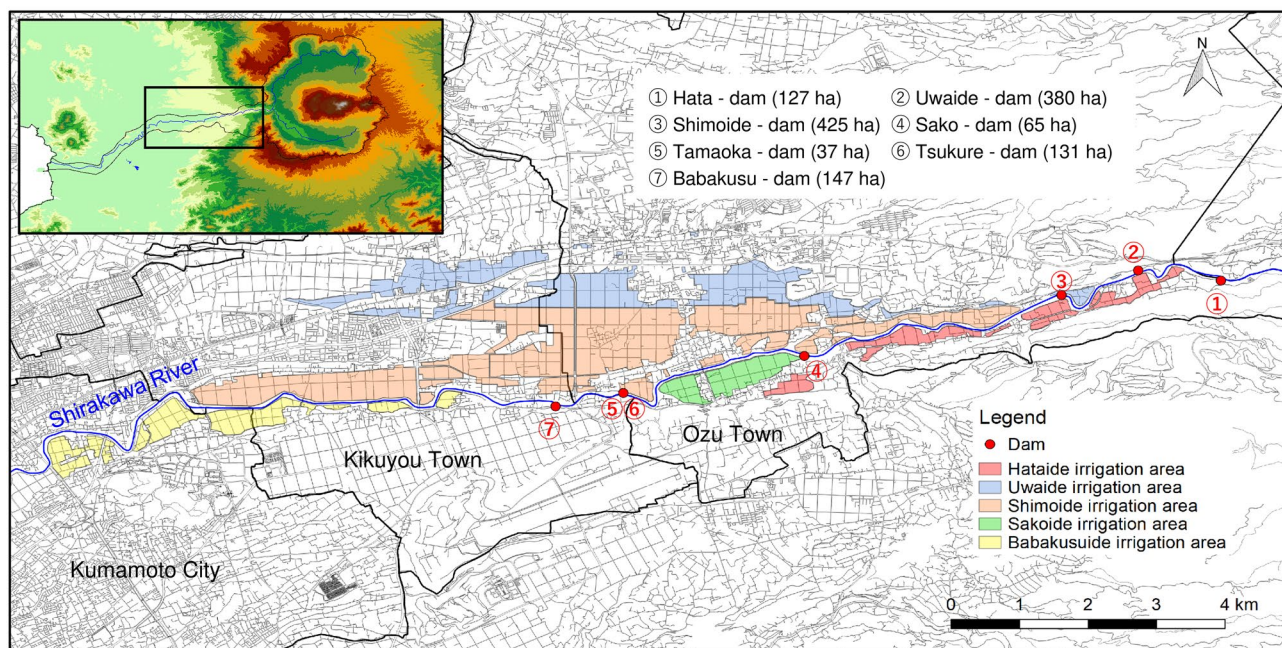 N
① Hata - dam (127 ha) ② Uwaide - dam (380 ha)
③ Shimoide - dam (425 ha) ④ Sako - dam (65 ha)
⑤ Tamaoka - dam (37 ha) ⑥ Tsukure - dam (131 ha)
⑦ Babakusu - dam (147 ha)
②
③
①
④
Shirakawa River
⑤ ⑥
⑦
Ozu Town
Kikuyou Town
Kumamoto City
Legend
Dam
Hataide irrigation area
Uwaide irrigation area
Shimoide irrigation area
Sakoide irrigation area
Babakusuide irrigation area
0 1 2 3 4 km